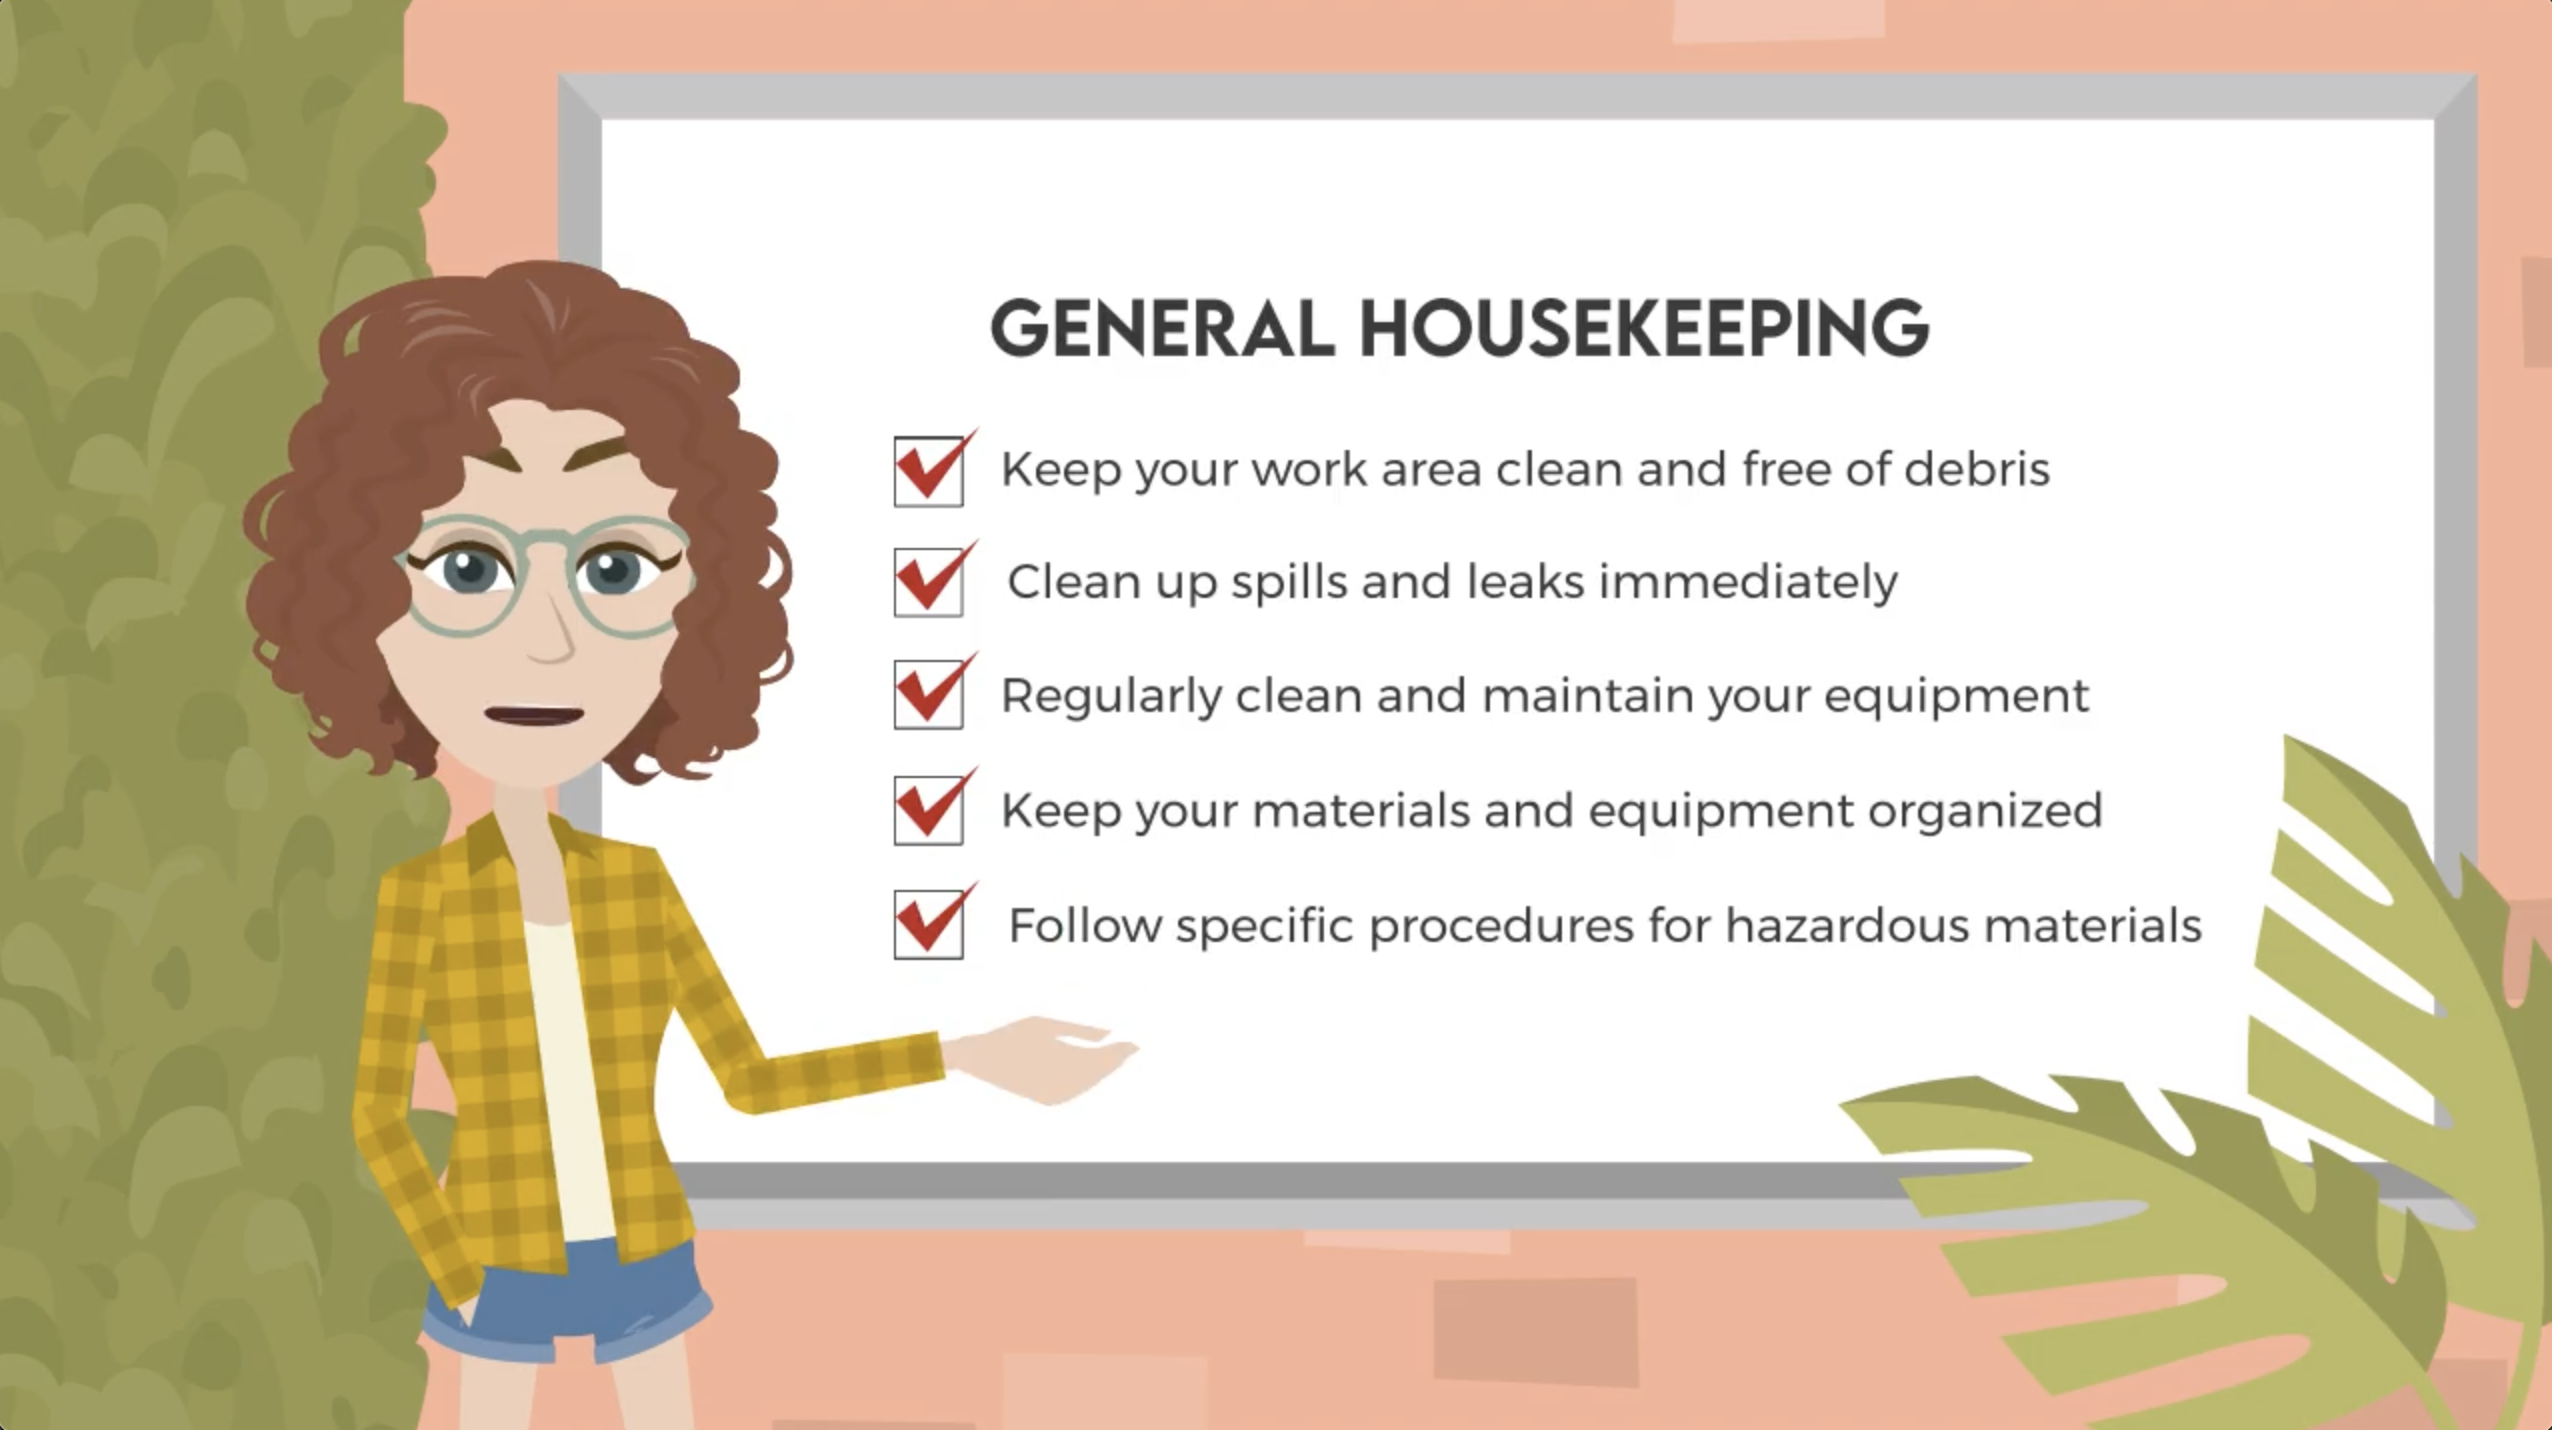 GENERAL HOUSEKEEPING
Keep your work area clean and free of debris
Clean up spills and leaks immediately
Regularly clean and maintain your equipment
Keep your materials and equipment organized
Follow specific procedures for hazardous materials